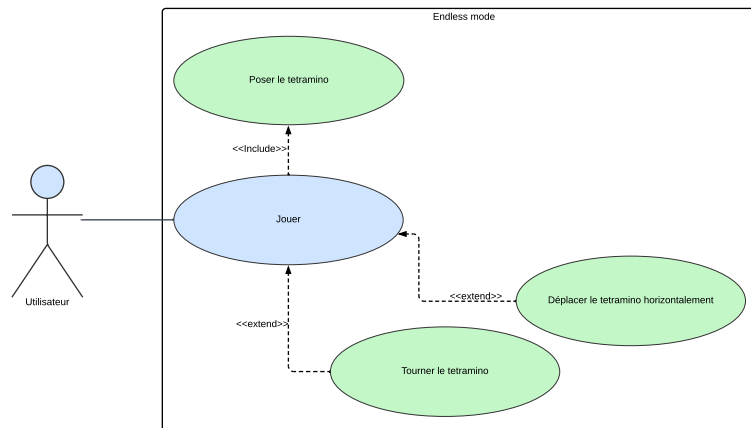 Endless mode
Poser le tetramino
<<Include>>
Jouer
Utilisateur
<<extend>>
Déplacer le tetramino horizontalement
<<extend>>
Tourner le tetramino